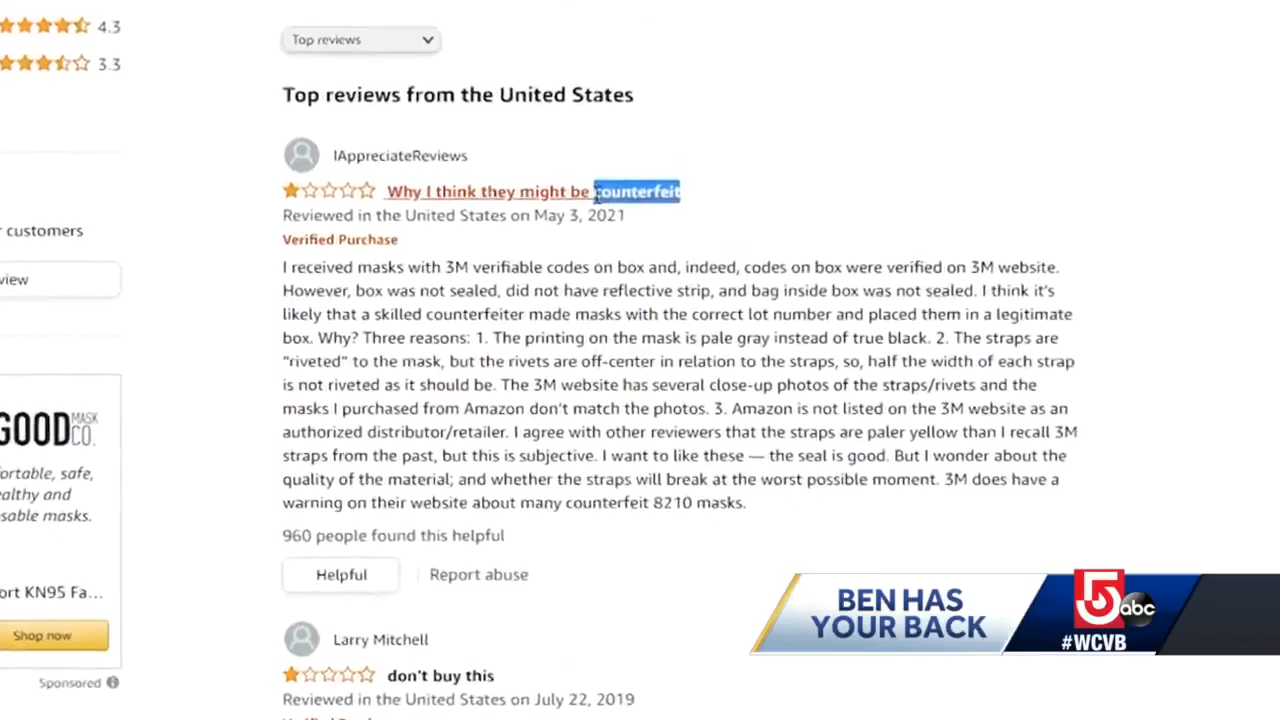 4.3
3.3
Top reviews
Top reviews from the United States
IAppreciateReviews
Why I think they might be counterfeit
Reviewed in the United States on May 3, 2021
Verified Purchase
I received masks with 3M verifiable codes on box and, indeed, codes on box were verified on 3M website.
However, box was not sealed, did not have reflective strip, and bag inside box was not sealed. I think it's
likely that a skilled counterfeiter made masks with the correct lot number and placed them in a legitimate
box. Why? Three reasons: 1. The printing on the mask is pale gray instead of true black. 2. The straps are
"riveted" to the mask, but the rivets are off-center in relation to the straps, so, half the width of each strap
is not riveted as it should be. The 3M website has several close-up photos of the straps/rivets and the
masks I purchased from Amazon don't match the photos. 3. Amazon is not listed on the 3M website as an
authorized distributor/retailer. I agree with other reviewers that the straps are paler yellow than I recall 3M
straps from the past, but this is subjective. I want to like these — the seal is good. But I wonder about the
quality of the material; and whether the straps will break at the worst possible moment. 3M does have a
warning on their website about many counterfeit 8210 masks.
960 people found this helpful
Helpful
Report abuse
Larry Mitchell
don't buy this
Reviewed in the United States on July 22, 2019
customers
view
GOOD MASK CO.
rtable, safe,
althy and
sable masks.
ort KN95 Fa...
Shop now
Sponsored
BEN HAS
YOUR BACK
5 abc
#WCVB